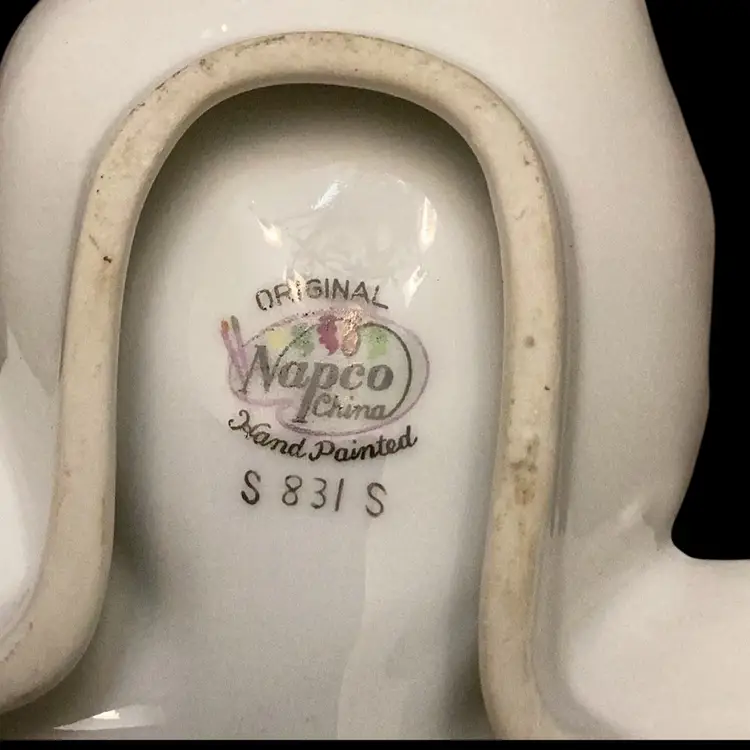 ORIGINAL
Napco
China
Hand Painted
S 831 S